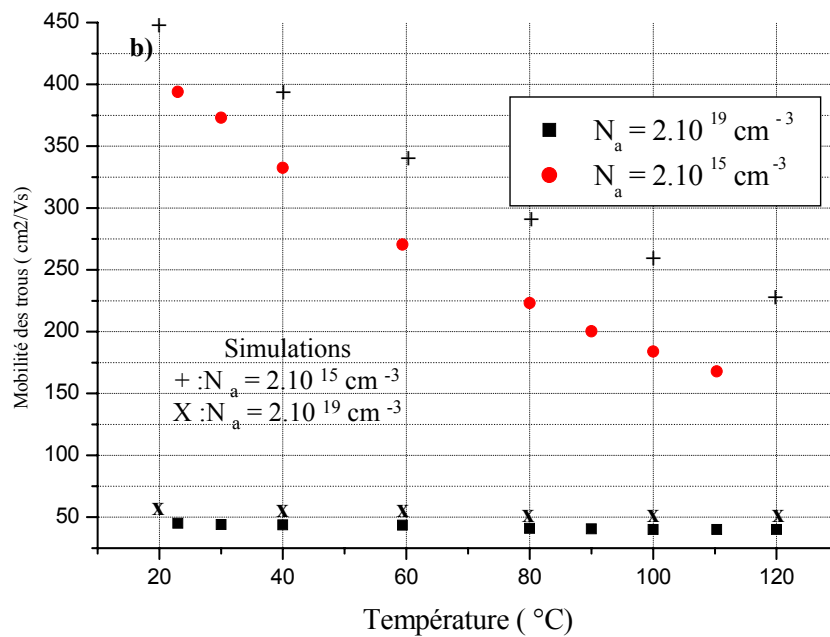 b)
450
400
350
300
250
200
150
100
50
Mobilité des trous ( cm2/Vs)
N a = 2.10 19 cm - 3
N a = 2.10 15 cm -3
Simulations
+ :N a = 2.10 15 cm -3
X :N a = 2.10 19 cm -3
20 40 60 80 100 120
Température ( °C)